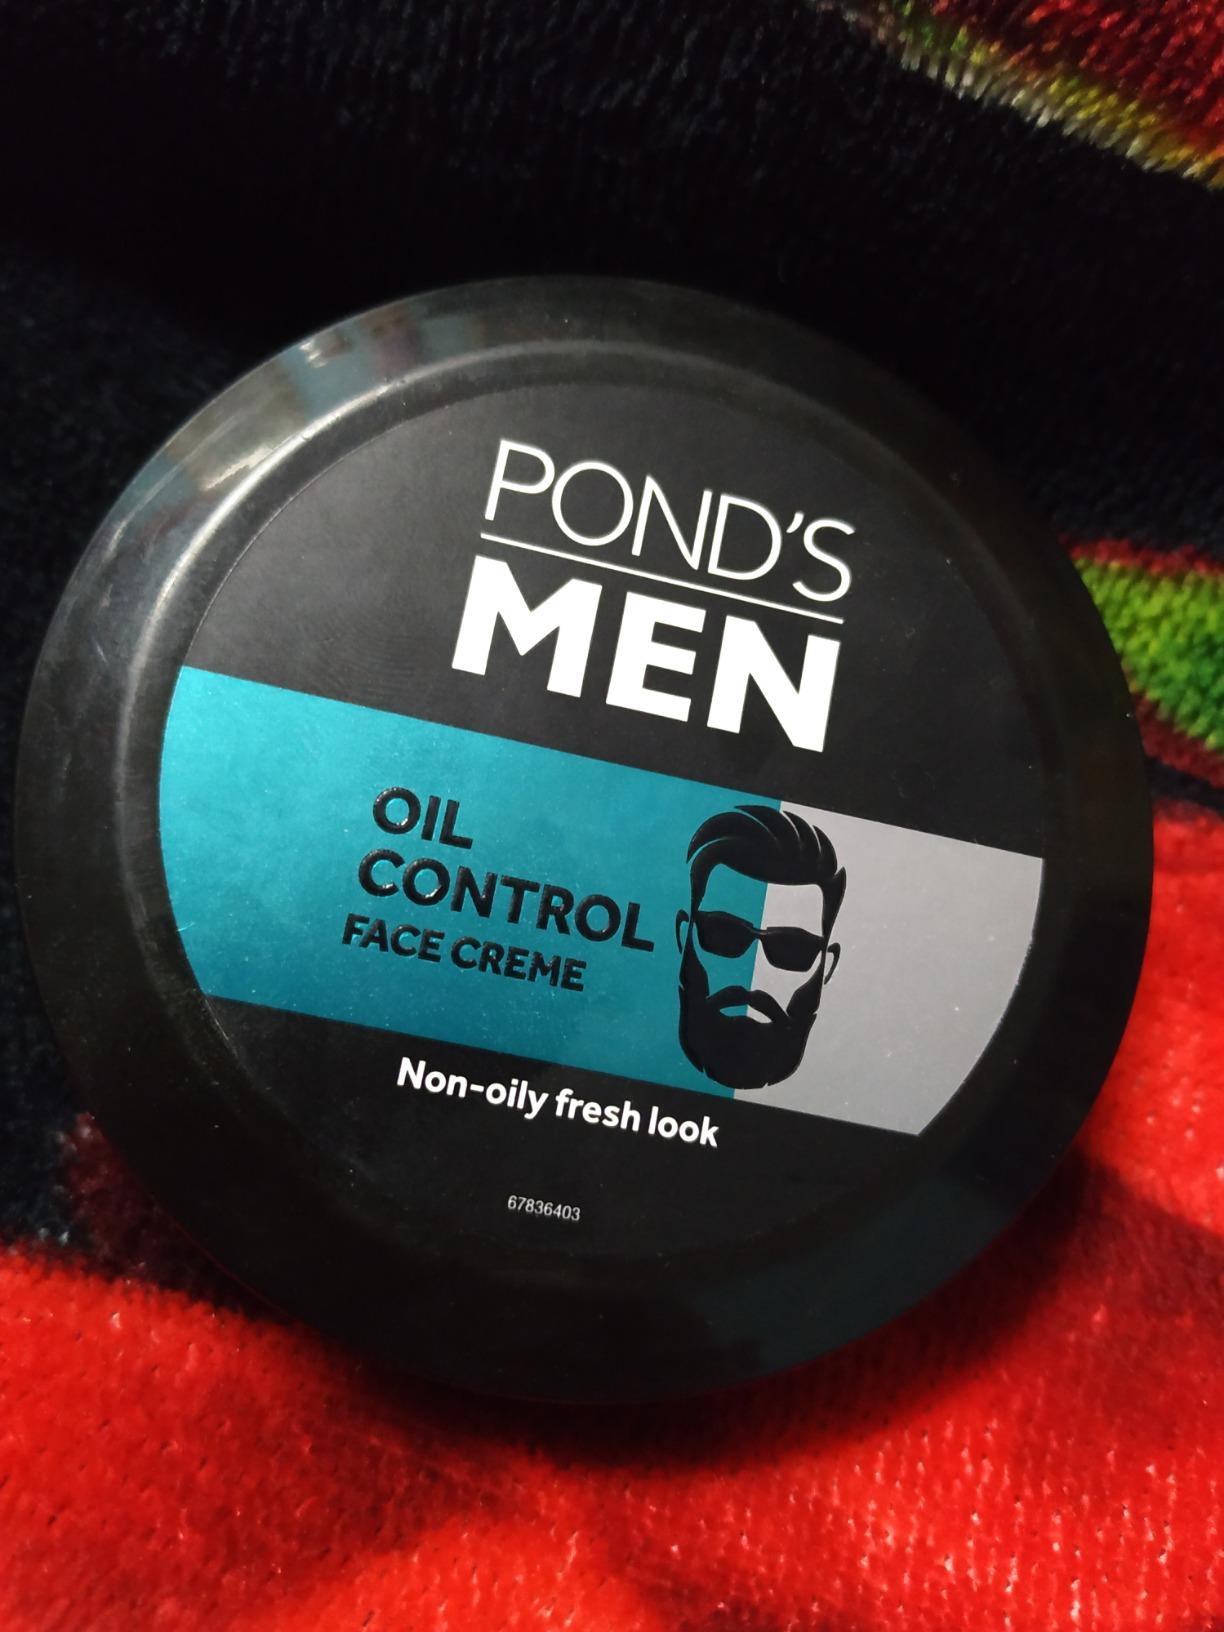 POND'S
MEN
OIL
CONTROL
FACE CREME
Non-oily fresh look
67836403